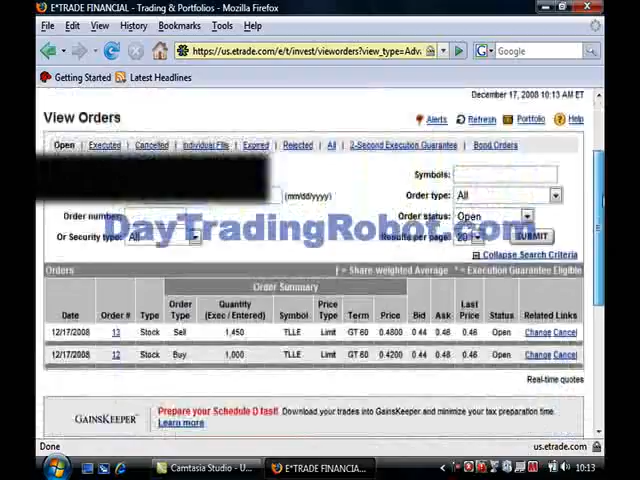 E*TRADE FINANCIAL - Trading & Portfolios - Mozilla Firefox
File Edit View History Bookmarks Tools Help
https://us.etrade.com/e/t/invest/vieworders?view_type=Adv
Google
Getting Started Latest Headlines
December 17, 2008 10:13 AM ET
View Orders
Alerts Refresh Portfolio Help
Open | Executed | Cancelled | Individual Fills | Expired | Rejected | All | 2-Second Execution Guarantee | Bond Orders
Symbols:
(mm/dd/yyyy) Order type: All
Order number: Order status: Open
DayTradingRobot.com
Or Security type: All Results per page: 20 SUBMIT
Collapse Search Criteria
Orders f = Share-weighted Average * = Execution Guarantee Eligible
Order Summary
Date Order # Type Order Type Quantity (Exec / Entered) Symbol Price Type Term Price Bid Ask Last Price Status Related Links
12/17/2008 13 Stock Sell 1,450 TLLE Limit GT 60 0.4800 0.44 0.46 0.46 Open Change Cancel
12/17/2008 12 Stock Buy 1,000 TLLE Limit GT 60 0.4200 0.44 0.46 0.46 Open Change Cancel
Real-time quotes
GAINSKEEPER Prepare your Schedule D fast! Download your trades into GainsKeeper and minimize your tax preparation time.
Learn more
Done us.etrade.com
Camtasia Studio - U... E*TRADE FINANCIAL... 10:13